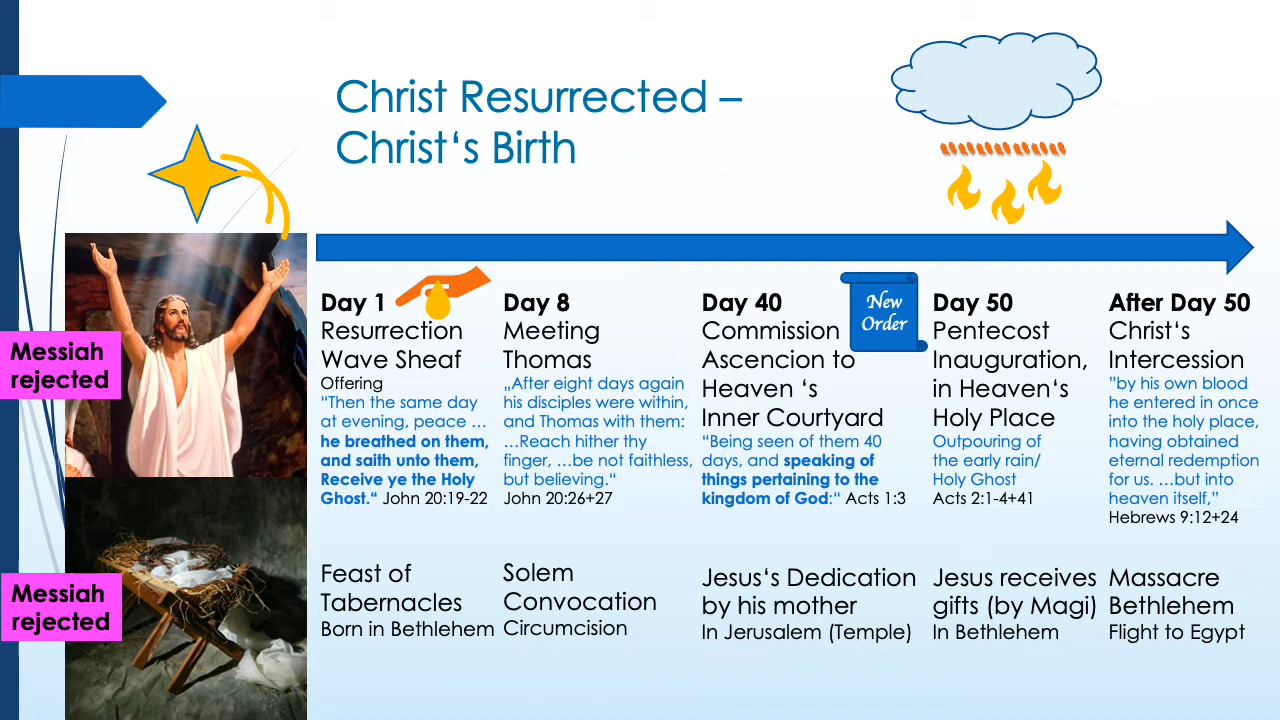 Christ Resurrected –
Christ‘s Birth
Messiah
rejected
Day 1
Resurrection
Wave Sheaf
Offering
“Then the same day
at evening, peace …
he breathed on them,
and saith unto them,
Receive ye the Holy
Ghost.“ John 20:19-22
Day 8
Meeting
Thomas
„After eight days again
his disciples were within,
and Thomas with them:
…Reach hither thy
finger, …be not faithless,
but believing.“
John 20:26+27
Day 40
Commission
Ascencion to
Heaven ‘s
Inner Courtyard
“Being seen of them 40
days, and speaking of
things pertaining to the
kingdom of God:“ Acts 1:3
New
Order
Day 50
Pentecost
Inauguration,
in Heaven‘s
Holy Place
Outpouring of
the early rain/
Holy Ghost
Acts 2:1-4+41
After Day 50
Christ‘s
Intercession
”by his own blood
he entered in once
into the holy place,
having obtained
eternal redemption
for us. …but into
heaven itself,”
Hebrews 9:12+24
Messiah
rejected
Feast of
Tabernacles
Born in Bethlehem
Solem
Convocation
Circumcision
Jesus‘s Dedication
by his mother
In Jerusalem (Temple)
Jesus receives
gifts (by Magi)
In Bethlehem
Massacre
Bethlehem
Flight to Egypt